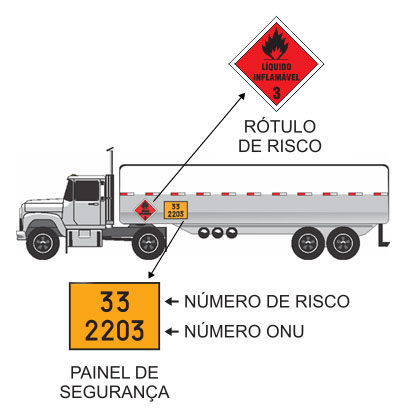 LÍQUIDO
INFLAMÁVEL
3
RÓTULO
DE RISCO
33
2203
33
2203
NÚMERO DE RISCO
NÚMERO ONU
PAINEL DE
SEGURANÇA